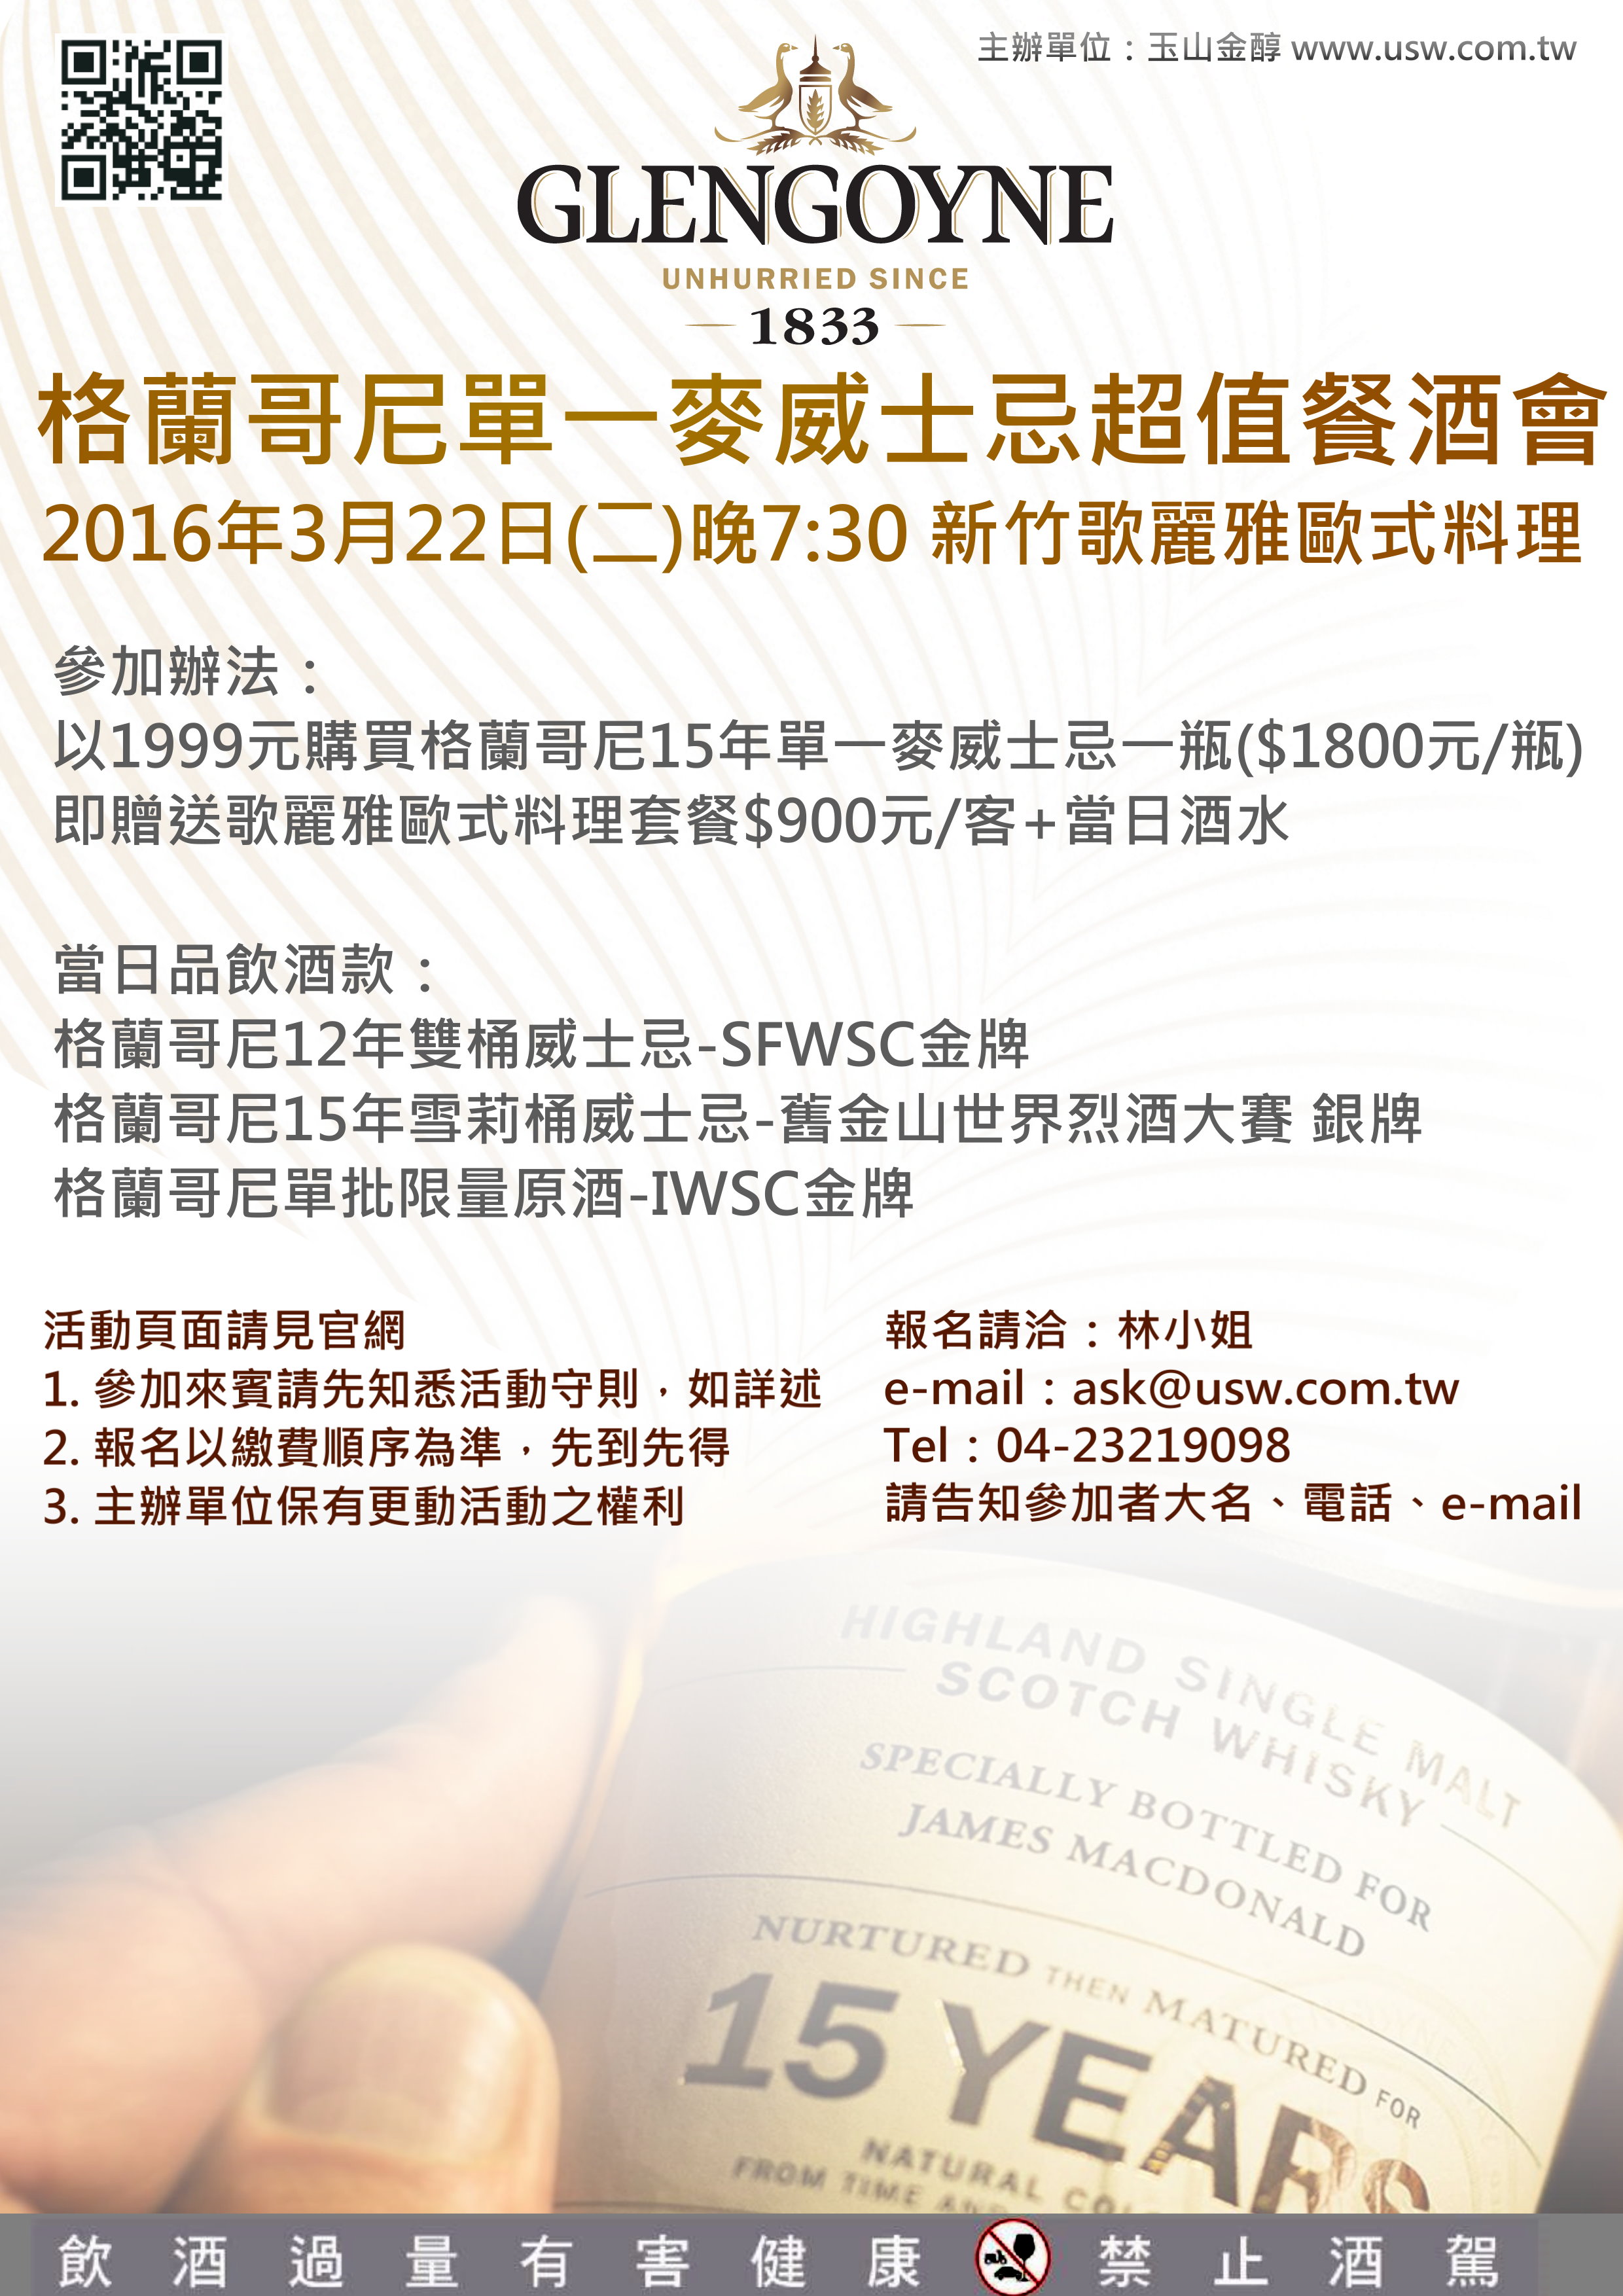 主辦單位：玉山金醇 www.usw.com.tw
GLENGOYNE
UNHURRIED SINCE
1833
格蘭哥尼單一麥威士忌超值餐酒會
2016年3月22日(二)晚7:30 新竹歌麗雅歐式料理
參加辦法：
以1999元購買格蘭哥尼15年單一麥威士忌一瓶($1800元/瓶)
即贈送歌麗雅歐式料理套餐$900元/客+當日酒水
當日品飲酒款：
格蘭哥尼12年雙桶威士忌-SFWSC金牌
格蘭哥尼15年雪莉桶威士忌-舊金山世界烈酒大賽 銀牌
格蘭哥尼單批限量原酒-IWSC金牌
活動頁面請見官網
1. 參加來賓請先知悉活動守則，如詳述
2. 報名以繳費順序為準，先到先得
3. 主辦單位保有更動活動之權利
報名請洽：林小姐
e-mail：ask@usw.com.tw
Tel：04-23219098
請告知參加者大名、電話、e-mail
HIGHLAND SINGLE MALT
SCOTCH WHISKY
SPECIALLY BOTTLED FOR
JAMES MACDONALD
NURTURED THEN MATURED FOR
15 YEARS
NATURAL
FROM TIME
飲酒過量有害健康 禁止酒駕